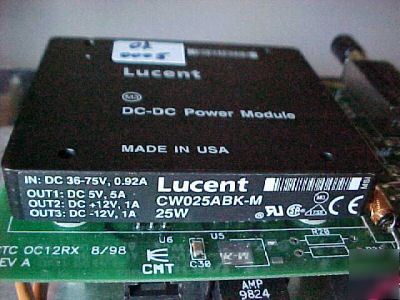 Lucent
DC-DC Power Module
MADE IN USA
IN: DC 36-75V, 0.92A
OUT1: DC 5V, 5A
OUT2: DC +12V, 1A
OUT3: DC -12V, 1A
Lucent
CW025ABK-M
25W
TC OC12RX 8/98
EV A
U6
U5
R20
CMT
C30
AMP
9824